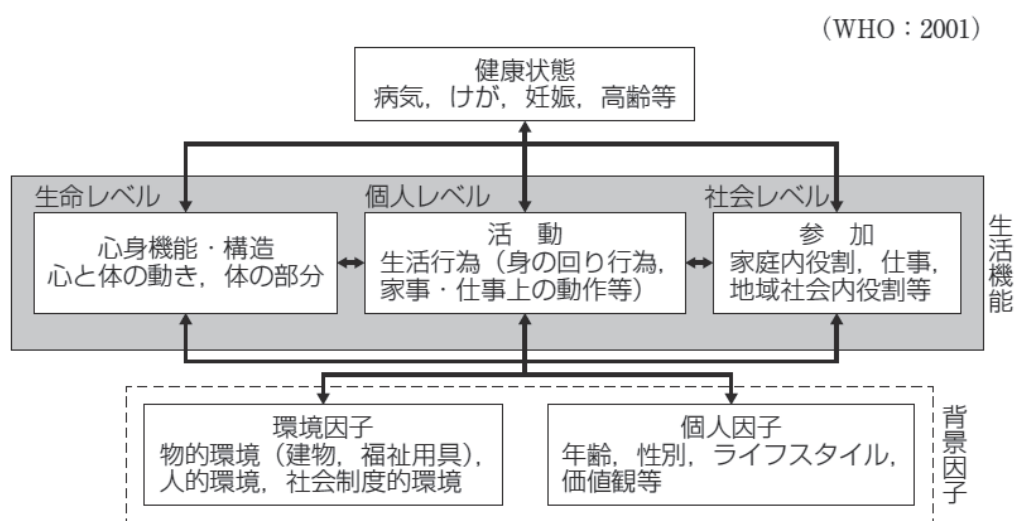 (WHO：2001)
健康状態
病気，けが，妊娠，高齢等
生命レベル
個人レベル
社会レベル
心身機能・構造
心と体の動き，体の部分
活　動
生活行為（身の回り行為，
家事・仕事上の動作等）
参　加
家庭内役割，仕事，
地域社会内役割等
生活機能
環境因子
物的環境（建物，福祉用具），
人的環境，社会制度的環境
個人因子
年齢，性別，ライフスタイル，
価値観等
背景因子